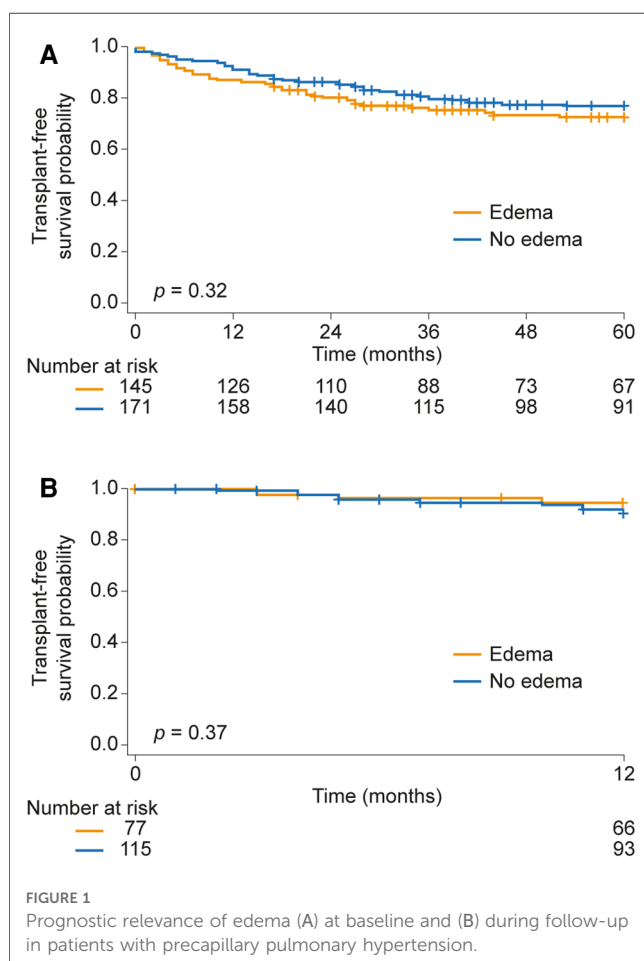 A
Transplant-free
survival probability
1.0
0.8
0.6
0.4
0.2
0.0
Edema
No edema
p = 0.32
0 12 24 36 48 60
Time (months)
Number at risk
145 126 110 88 73 67
171 158 140 115 98 91
B
Transplant-free
survival probability
1.0
0.8
0.6
0.4
0.2
0.0
Edema
No edema
p = 0.37
0 12
Time (months)
Number at risk
77 66
115 93
FIGURE 1
Prognostic relevance of edema (A) at baseline and (B) during follow-up
in patients with precapillary pulmonary hypertension.